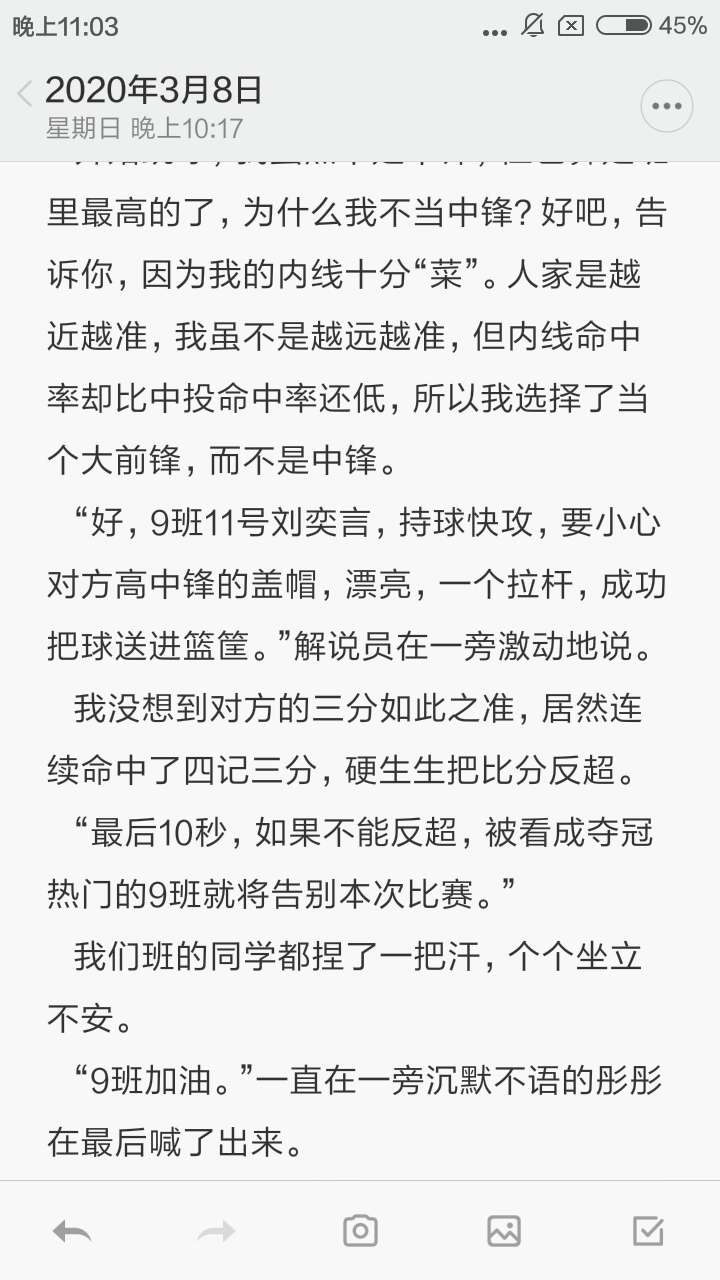 晚上11:03
45%
2020年3月8日
星期日 晚上10:17
里最高的了，为什么我不当中锋？好吧，告
诉你，因为我的内线十分“菜”。人家是越
近越准，我虽不是越远越准，但内线命中
率却比中投命中率还低，所以我选择了当
个大前锋，而不是中锋。
“好，9班11号刘奕言，持球快攻，要小心
对方高中锋的盖帽，漂亮，一个拉杆，成功
把球送进篮筐。”解说员在一旁激动地说。
我没想到对方的三分如此之准，居然连
续命中了四记三分，硬生生把比分反超。
“最后10秒，如果不能反超，被看成夺冠
热门的9班就将告别本次比赛。”
我们班的同学都捏了一把汗，个个坐立
不安。
“9班加油。”一直在一旁沉默不语的彤彤
在最后喊了出来。